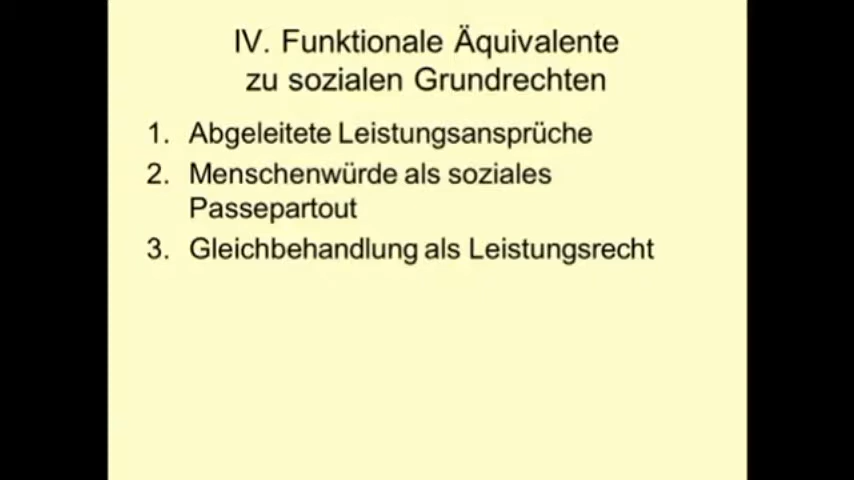 IV. Funktionale Äquivalente
zu sozialen Grundrechten
1. Abgeleitete Leistungsansprüche
2. Menschenwürde als soziales
Passepartout
3. Gleichbehandlung als Leistungsrecht